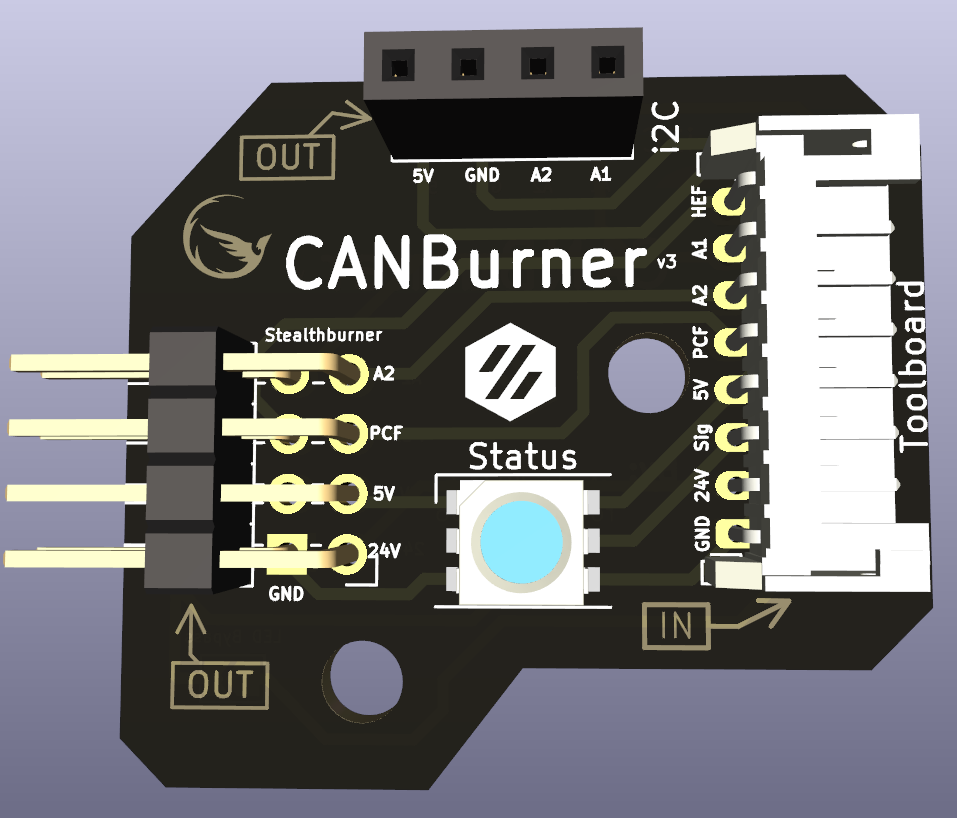 OUT
i2C
5V GND A2 A1
CANBurner v3
HEF
A1
A2
PCF
5V
Sig
24V
GND
Toolboard
Stealthburner
A2
PCF
5V
24V
GND
Status
IN
OUT